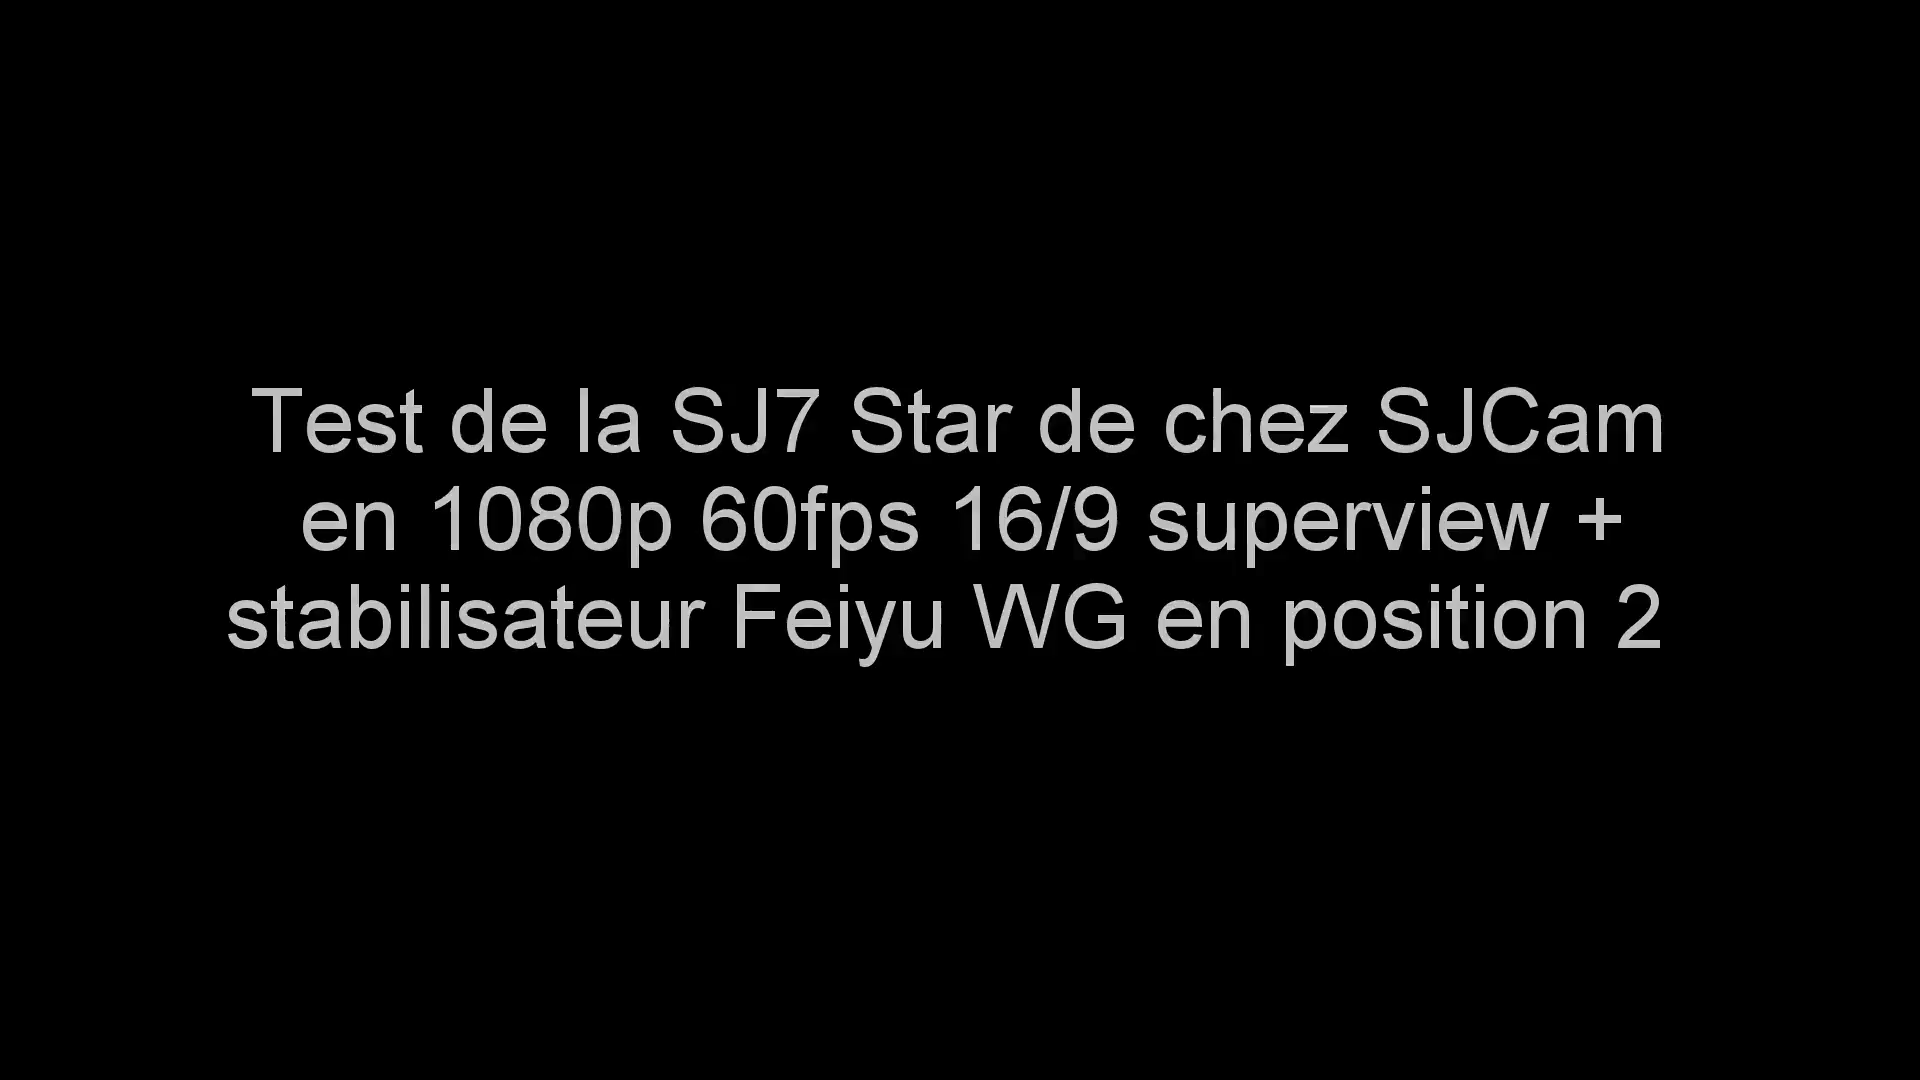 Test de la SJ7 Star de chez SJCam
en 1080p 60fps 16/9 superview +
stabilisateur Feiyu WG en position 2